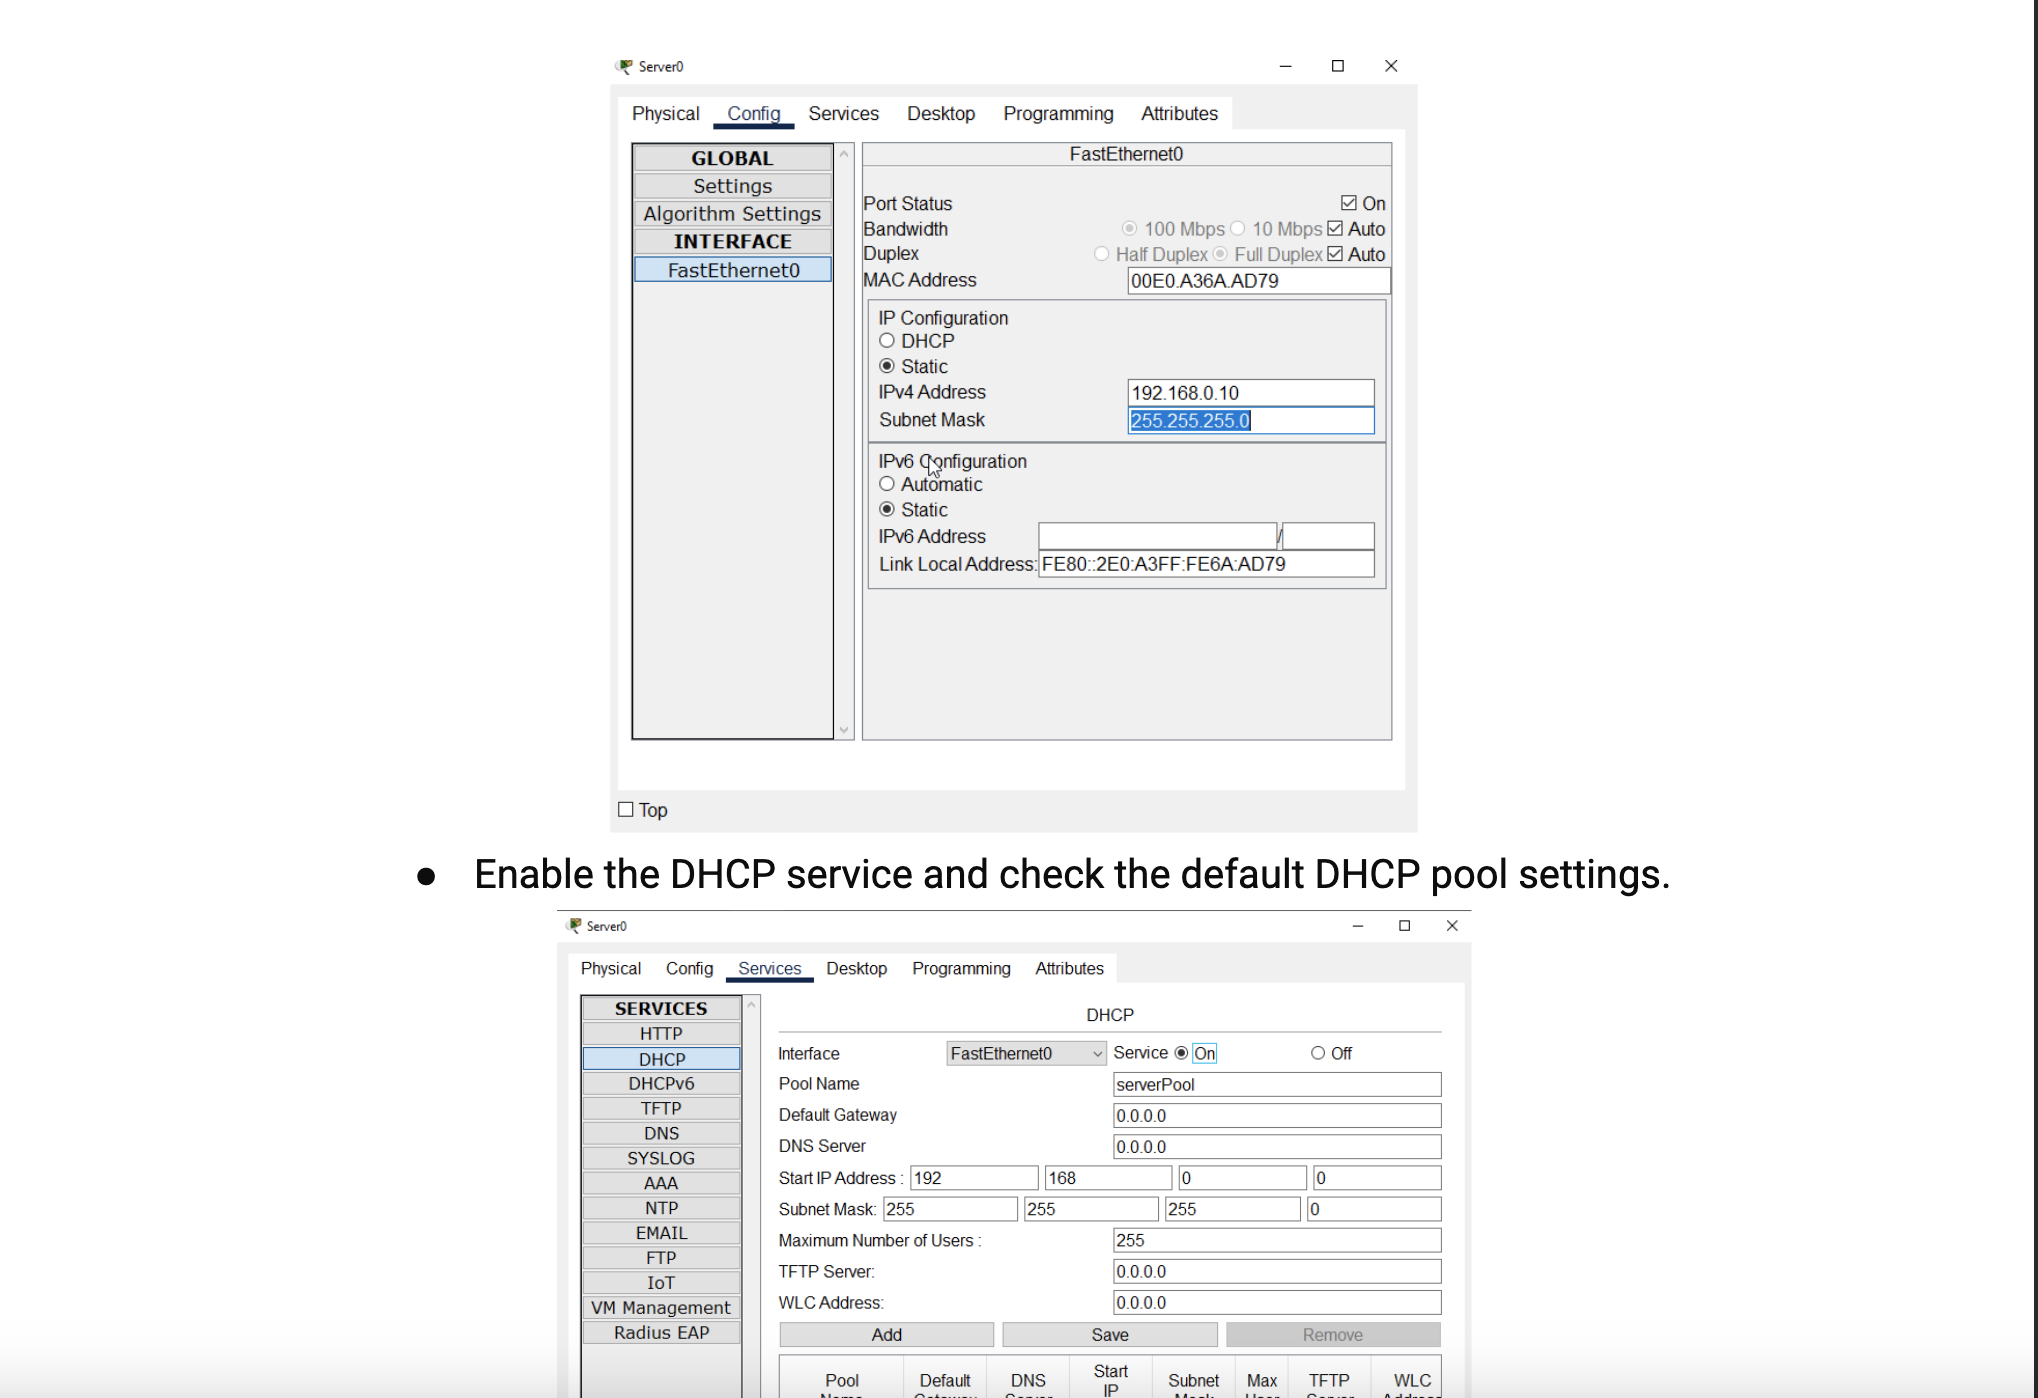 Server0
Physical Config Services Desktop Programming Attributes
GLOBAL
Settings
Algorithm Settings
INTERFACE
FastEthernet0
FastEthernet0
Port Status On
Bandwidth 100 Mbps 10 Mbps Auto
Duplex Half Duplex Full Duplex Auto
MAC Address 00E0.A36A.AD79
IP Configuration
DHCP
Static
IPv4 Address 192.168.0.10
Subnet Mask 255.255.255.0
IPv6 Configuration
Automatic
Static
IPv6 Address /
Link Local Address: FE80::2E0:A3FF:FE6A:AD79
Top
● Enable the DHCP service and check the default DHCP pool settings.
Server0
Physical Config Services Desktop Programming Attributes
SERVICES
HTTP
DHCP
DHCPv6
TFTP
DNS
SYSLOG
AAA
NTP
EMAIL
FTP
IoT
VM Management
Radius EAP
DHCP
Interface FastEthernet0 Service On Off
Pool Name serverPool
Default Gateway 0.0.0.0
DNS Server 0.0.0.0
Start IP Address : 192 168 0 0
Subnet Mask: 255 255 255 0
Maximum Number of Users : 255
TFTP Server: 0.0.0.0
WLC Address: 0.0.0.0
Add Save Remove
Pool Default DNS Start IP Subnet Max TFTP WLC